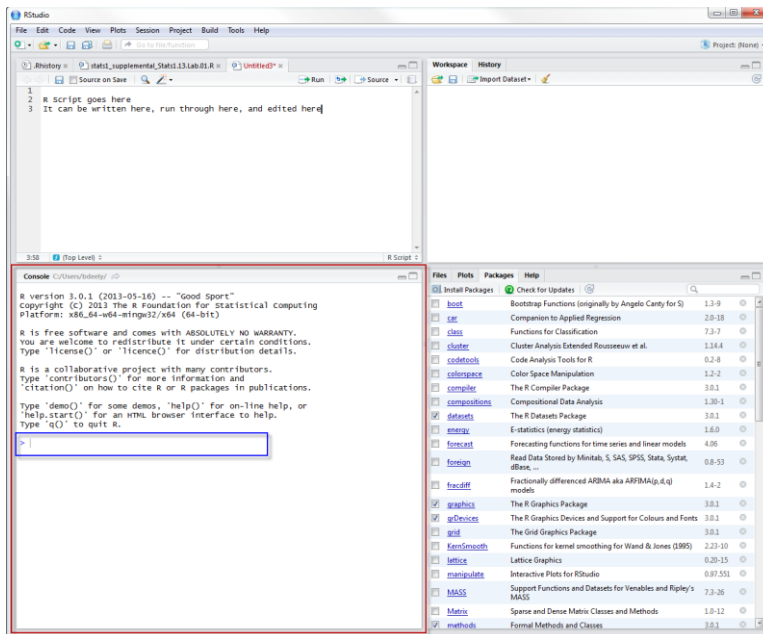 RStudio
File Edit Code View Plots Session Project Build Tools Help
Go to file/function
Project: (None)
.Rhistory
stats1_supplemental_Stats1.13.Lab.01.R
Untitled3*
Source on Save
Run
Source
1
2 R Script goes here
3 It can be written here, run through here, and edited here
3:58
(Top Level)
R Script
Workspace History
Import Dataset
Console C:/Users/bdeely/
R version 3.0.1 (2013-05-16) -- "Good Sport"
Copyright (C) 2013 The R Foundation for Statistical Computing
Platform: x86_64-w64-mingw32/x64 (64-bit)
R is free software and comes with ABSOLUTELY NO WARRANTY.
You are welcome to redistribute it under certain conditions.
Type 'license()' or 'licence()' for distribution details.
R is a collaborative project with many contributors.
Type 'contributors()' for more information and
'citation()' on how to cite R or R packages in publications.
Type 'demo()' for some demos, 'help()' for on-line help, or
'help.start()' for an HTML browser interface to help.
Type 'q()' to quit R.
>
Files Plots Packages Help
Install Packages Check for Updates
boot Bootstrap Functions (originally by Angelo Canty for S) 1.3-9
car Companion to Applied Regression 2.0-18
class Functions for Classification 7.3-7
cluster Cluster Analysis Extended Rousseeuw et al. 1.14.4
codetools Code Analysis Tools for R 0.2-8
colorspace Color Space Manipulation 1.2-2
compiler The R Compiler Package 3.0.1
compositions Compositional Data Analysis 1.30-1
datasets The R Datasets Package 3.0.1
energy E-statistics (energy statistics) 1.6.0
forecast Forecasting functions for time series and linear models 4.06
foreign Read Data Stored by Minitab, S, SAS, SPSS, Stata, Systat, 0.8-53
dBase, ...
fracdiff Fractionally differenced ARIMA aka ARFIMA(p,d,q) 1.4-2
models
graphics The R Graphics Package 3.0.1
grDevices The R Graphics Devices and Support for Colours and Fonts 3.0.1
grid The Grid Graphics Package 3.0.1
KernSmooth Functions for kernel smoothing for Wand & Jones (1995) 2.23-10
lattice Lattice Graphics 0.20-15
manipulate Interactive Plots for RStudio 0.97.551
MASS Support Functions and Datasets for Venables and Ripley's 7.3-26
MASS
Matrix Sparse and Dense Matrix Classes and Methods 1.0-12
methods Formal Methods and Classes 3.0.1